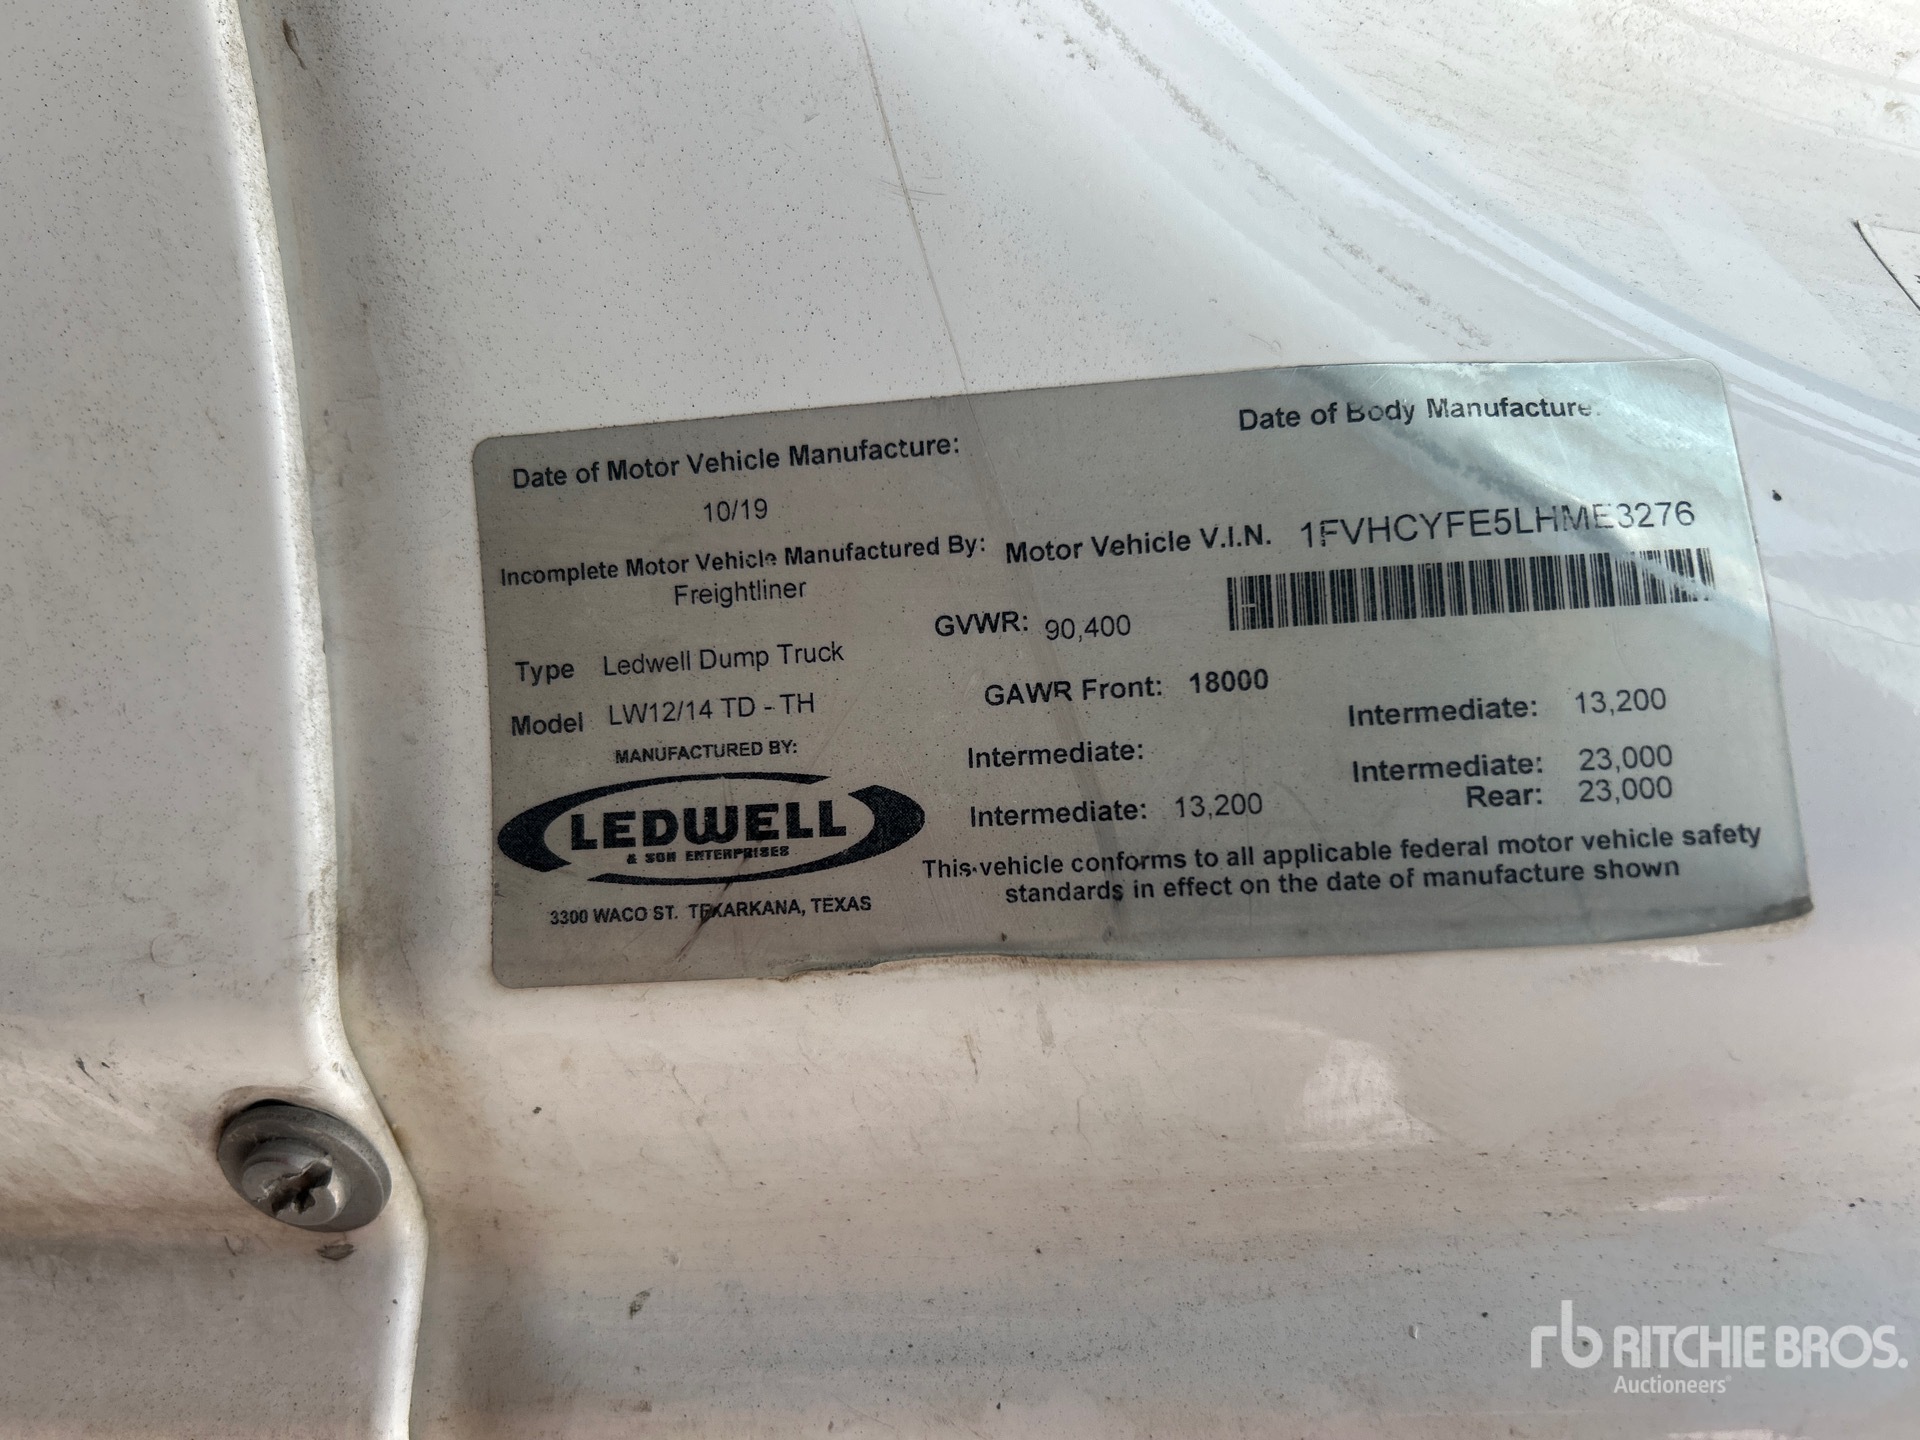 Date of Motor Vehicle Manufacture:
10/19
Date of Body Manufacture:
Incomplete Motor Vehicle Manufactured By:
Freightliner
Motor Vehicle V.I.N. 1FVHCYFE5LHME3276
Type Ledwell Dump Truck
GVWR: 90,400
Model LW12/14 TD - TH
GAWR Front: 18000
Intermediate: 13,200
MANUFACTURED BY:
LEDWELL
& SON ENTERPRISES
3300 WACO ST. TEXARKANA, TEXAS
Intermediate:
Intermediate: 23,000
Intermediate: 13,200
Rear: 23,000
This vehicle conforms to all applicable federal motor vehicle safety
standards in effect on the date of manufacture shown
rb RITCHIE BROS.
Auctioneers